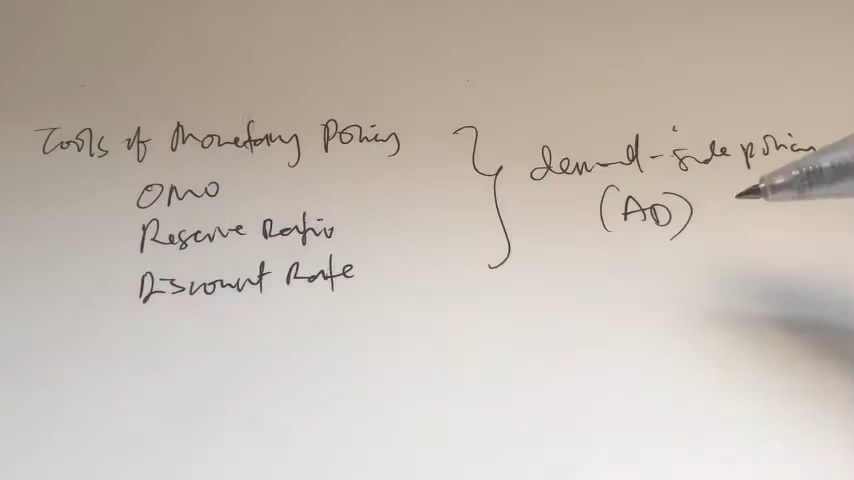 Tools of Monetary Policy
OMO
Reserve Ratio
Discount Rate
demand-side policies
(AD)